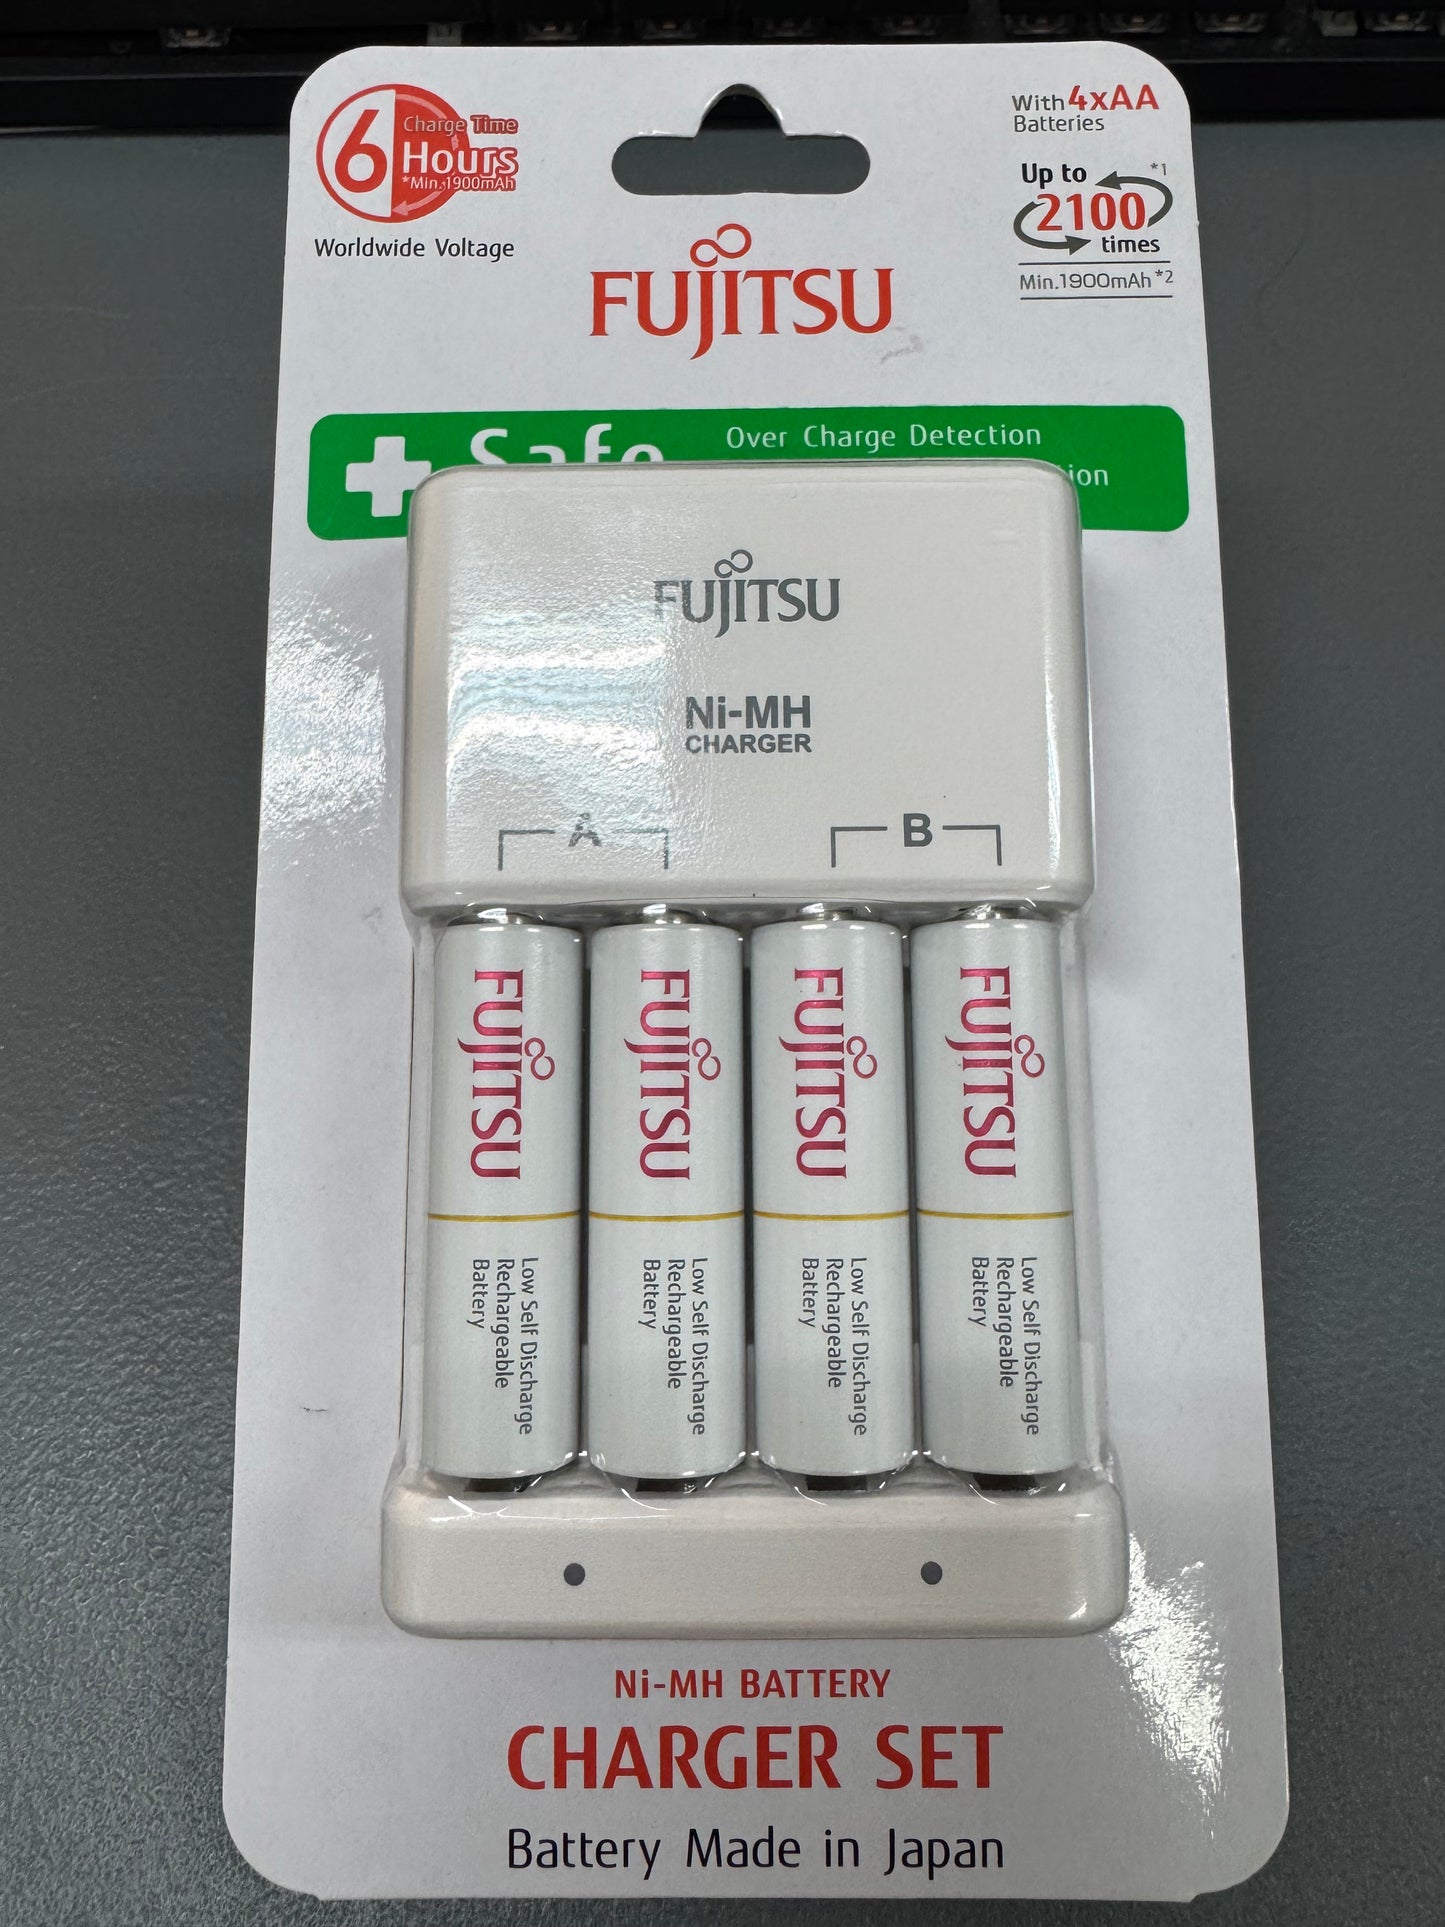 6 Charge Time
Hours
*Min.1900mAh
Worldwide Voltage
With 4xAA
Batteries
Up to *1
2100
times
Min.1900mAh *2
FUJITSU
Safe
Over Charge Detection
FUJITSU
Ni-MH
CHARGER
A
B
FUJITSU
Low Self Discharge
Rechargeable
Battery
FUJITSU
Low Self Discharge
Rechargeable
Battery
FUJITSU
Low Self Discharge
Rechargeable
Battery
FUJITSU
Low Self Discharge
Rechargeable
Battery
Ni-MH BATTERY
CHARGER SET
Battery Made in Japan